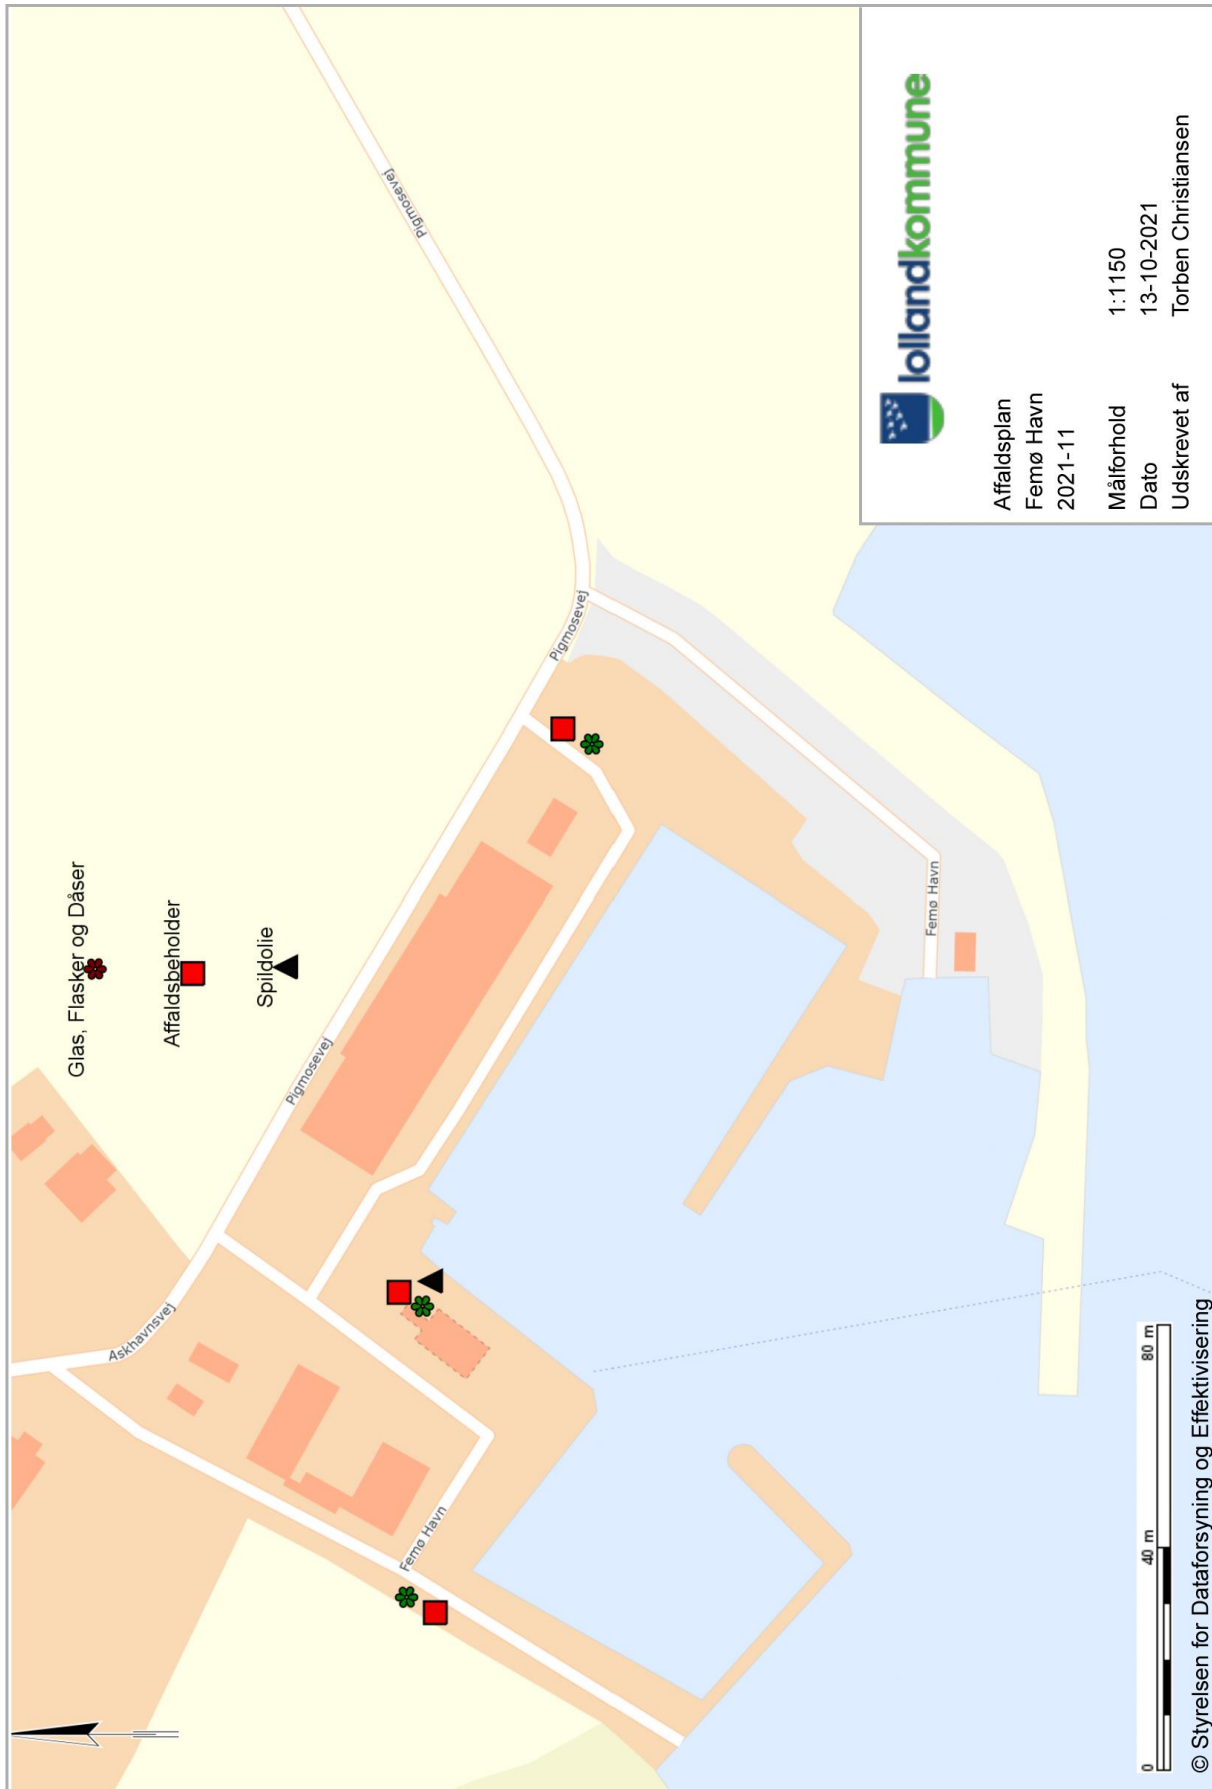 Glas, Flasker og Dåser
Affaldsbeholder
Spildolie
Askhavnsvej
Pigmosevej
Pigmosevej
Pigmosevej
Femø Havn
Femø Havn
lollandkommune
Affaldsplan
Femø Havn
2021-11
Målforhold 1:1150
Dato 13-10-2021
Udskrevet af Torben Christiansen
0 40 m 80 m
© Styrelsen for Dataforsyning og Effektivisering